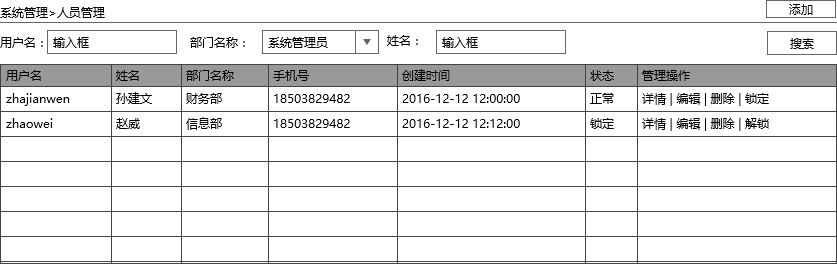 系统管理>人员管理 添加
用户名： 输入框 部门名称： 系统管理员 姓名： 输入框 搜索
用户名 姓名 部门名称 手机号 创建时间 状态 管理操作
zhajianwen 孙建文 财务部 18503829482 2016-12-12 12:00:00 正常 详情 | 编辑 | 删除 | 锁定
zhaowei 赵威 信息部 18503829482 2016-12-12 12:12:00 锁定 详情 | 编辑 | 删除 | 解锁